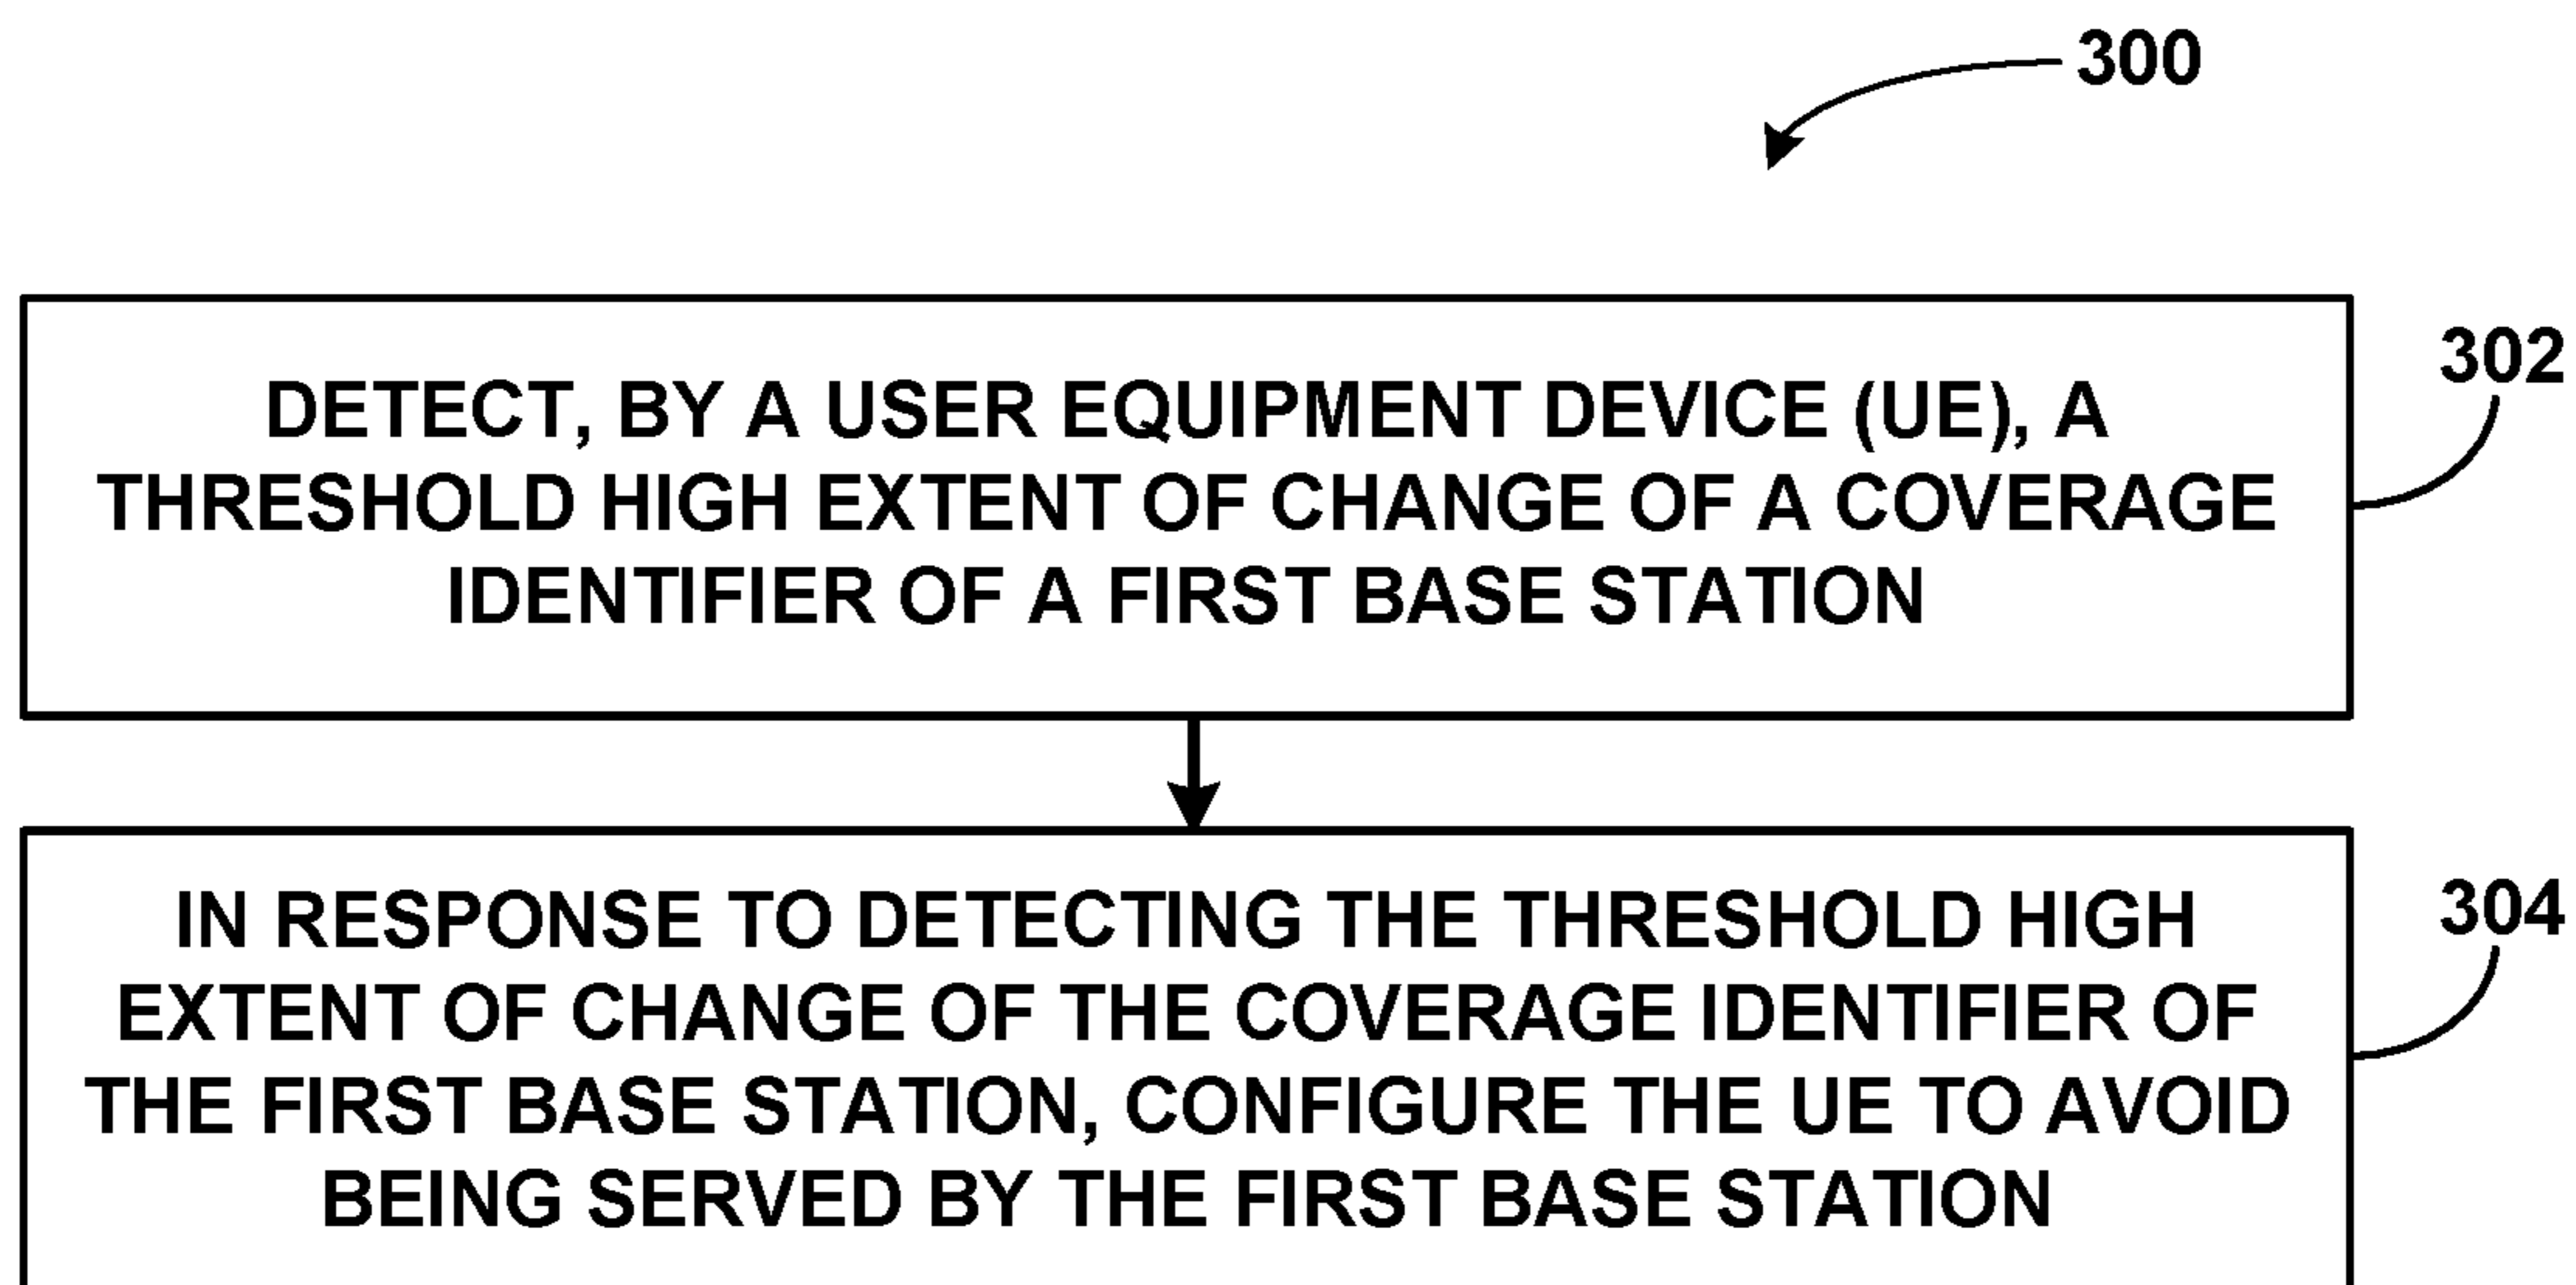 300
302
DETECT, BY A USER EQUIPMENT DEVICE (UE), A
THRESHOLD HIGH EXTENT OF CHANGE OF A COVERAGE
IDENTIFIER OF A FIRST BASE STATION
304
IN RESPONSE TO DETECTING THE THRESHOLD HIGH
EXTENT OF CHANGE OF THE COVERAGE IDENTIFIER OF
THE FIRST BASE STATION, CONFIGURE THE UE TO AVOID
BEING SERVED BY THE FIRST BASE STATION